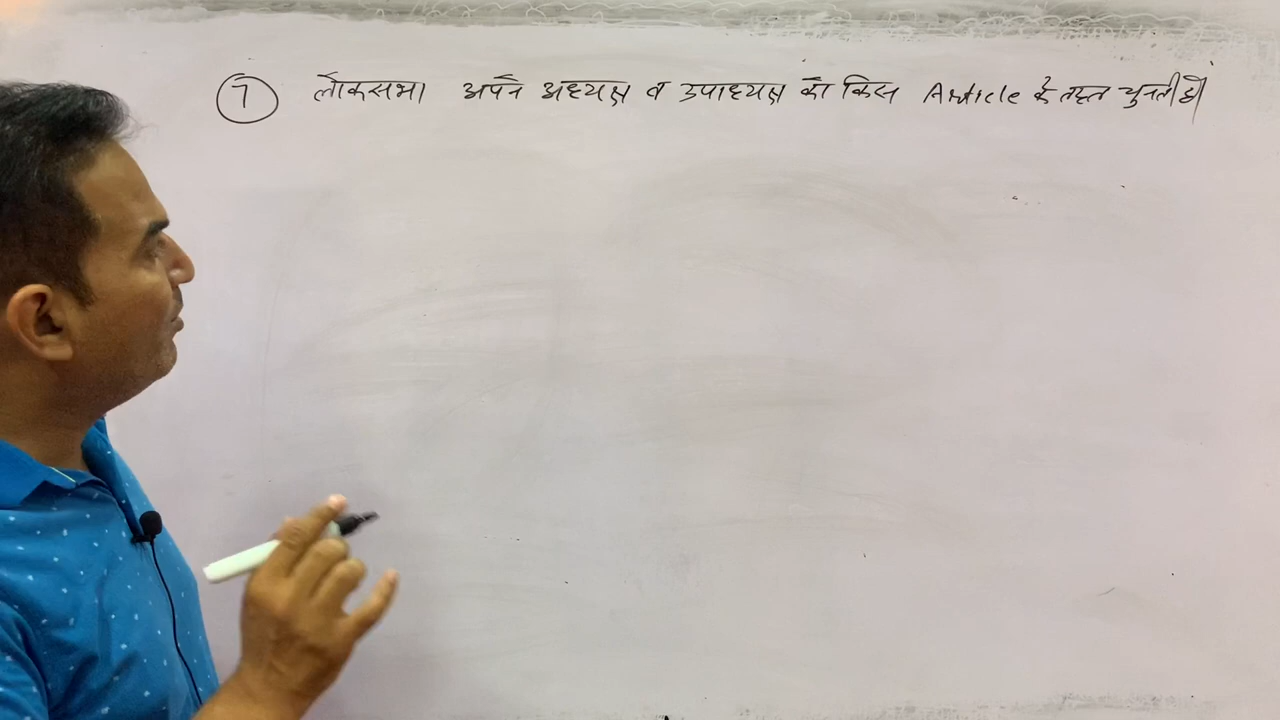 7 लोकसभा अपने अध्यक्ष व उपाध्यक्ष को किस Article के तहत चुनती है।